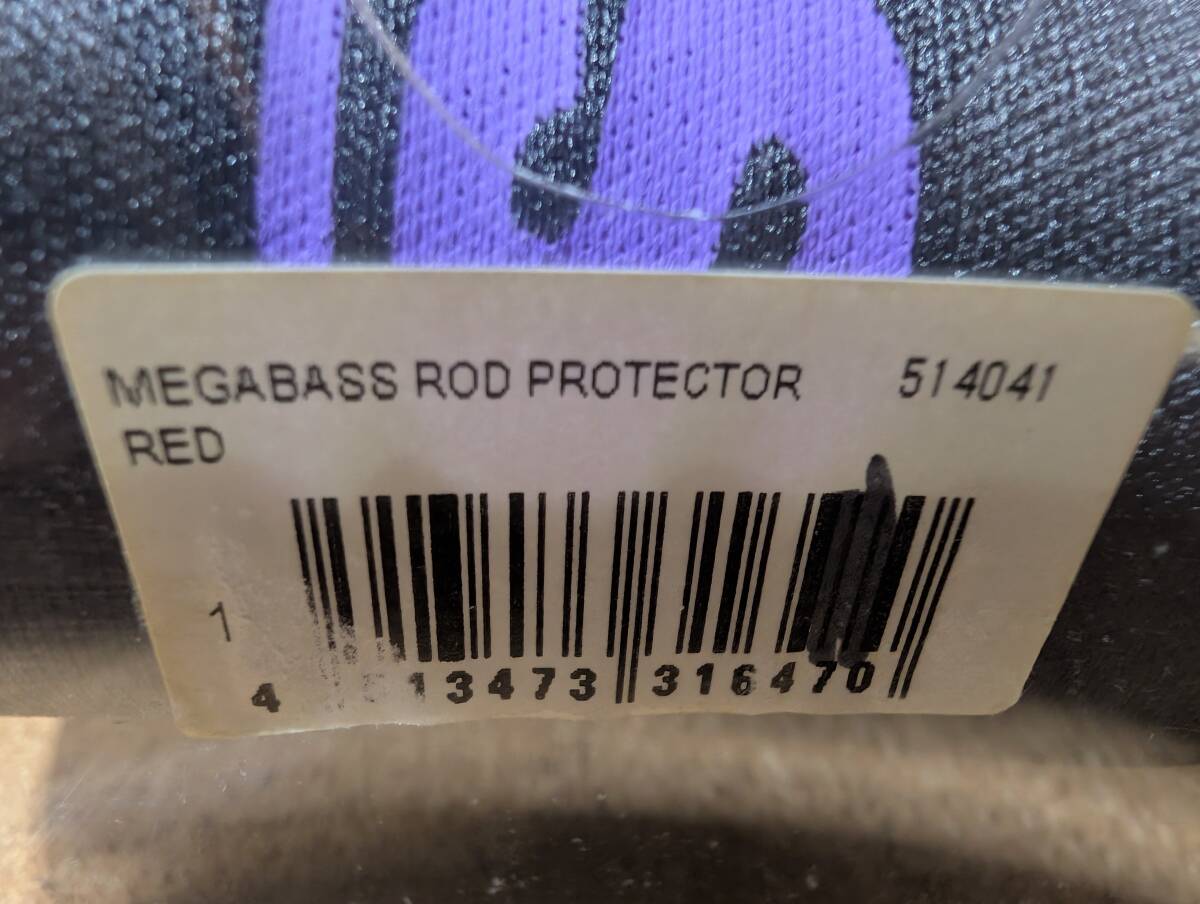 MEGABASS ROD PROTECTOR 514041
RED
1
4 13473 316470